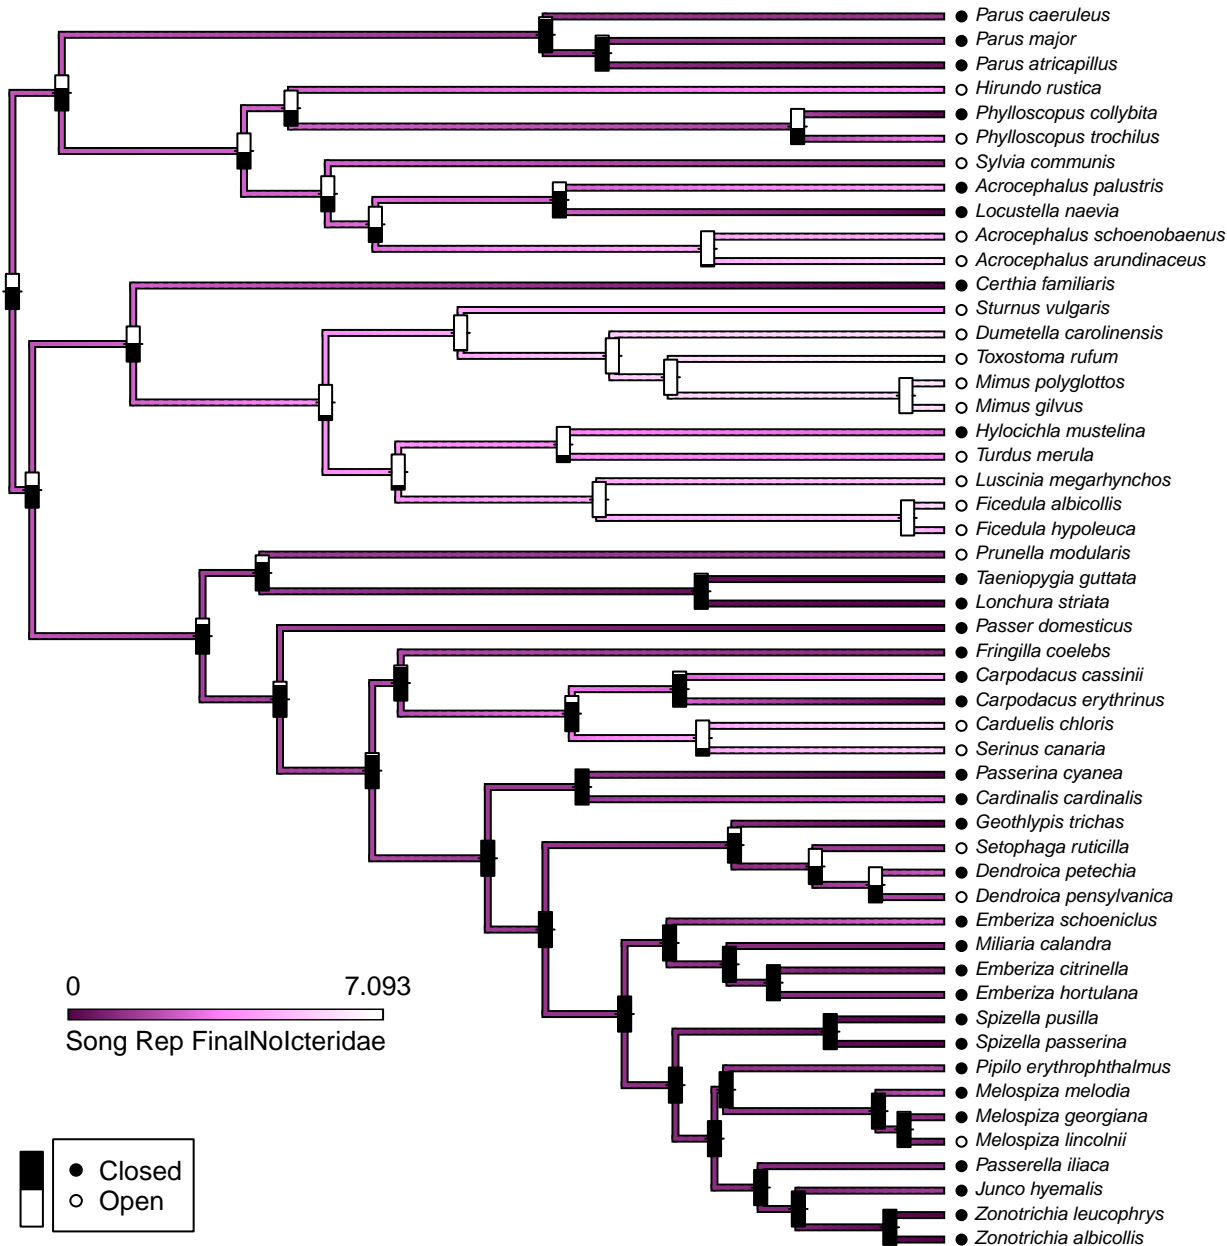 Parus caeruleus
Parus major
Parus atricapillus
Hirundo rustica
Phylloscopus collybita
Phylloscopus trochilus
Sylvia communis
Acrocephalus palustris
Locustella naevia
Acrocephalus schoenobaenus
Acrocephalus arundinaceus
Certhia familiaris
Sturnus vulgaris
Dumetella carolinensis
Toxostoma rufum
Mimus polyglottos
Mimus gilvus
Hylocichla mustelina
Turdus merula
Luscinia megarhynchos
Ficedula albicollis
Ficedula hypoleuca
Prunella modularis
Taeniopygia guttata
Lonchura striata
Passer domesticus
Fringilla coelebs
Carpodacus cassinii
Carpodacus erythrinus
Carduelis chloris
Serinus canaria
Passerina cyanea
Cardinalis cardinalis
Geothlypis trichas
Setophaga ruticilla
Dendroica petechia
Dendroica pensylvanica
Emberiza schoeniclus
Miliaria calandra
Emberiza citrinella
Emberiza hortulana
Spizella pusilla
Spizella passerina
Pipilo erythrophthalmus
Melospiza melodia
Melospiza georgiana
Melospiza lincolnii
Passerella iliaca
Junco hyemalis
Zonotrichia leucophrys
Zonotrichia albicollis
0 7.093
Song Rep FinalNoIcteridae
Closed
Open